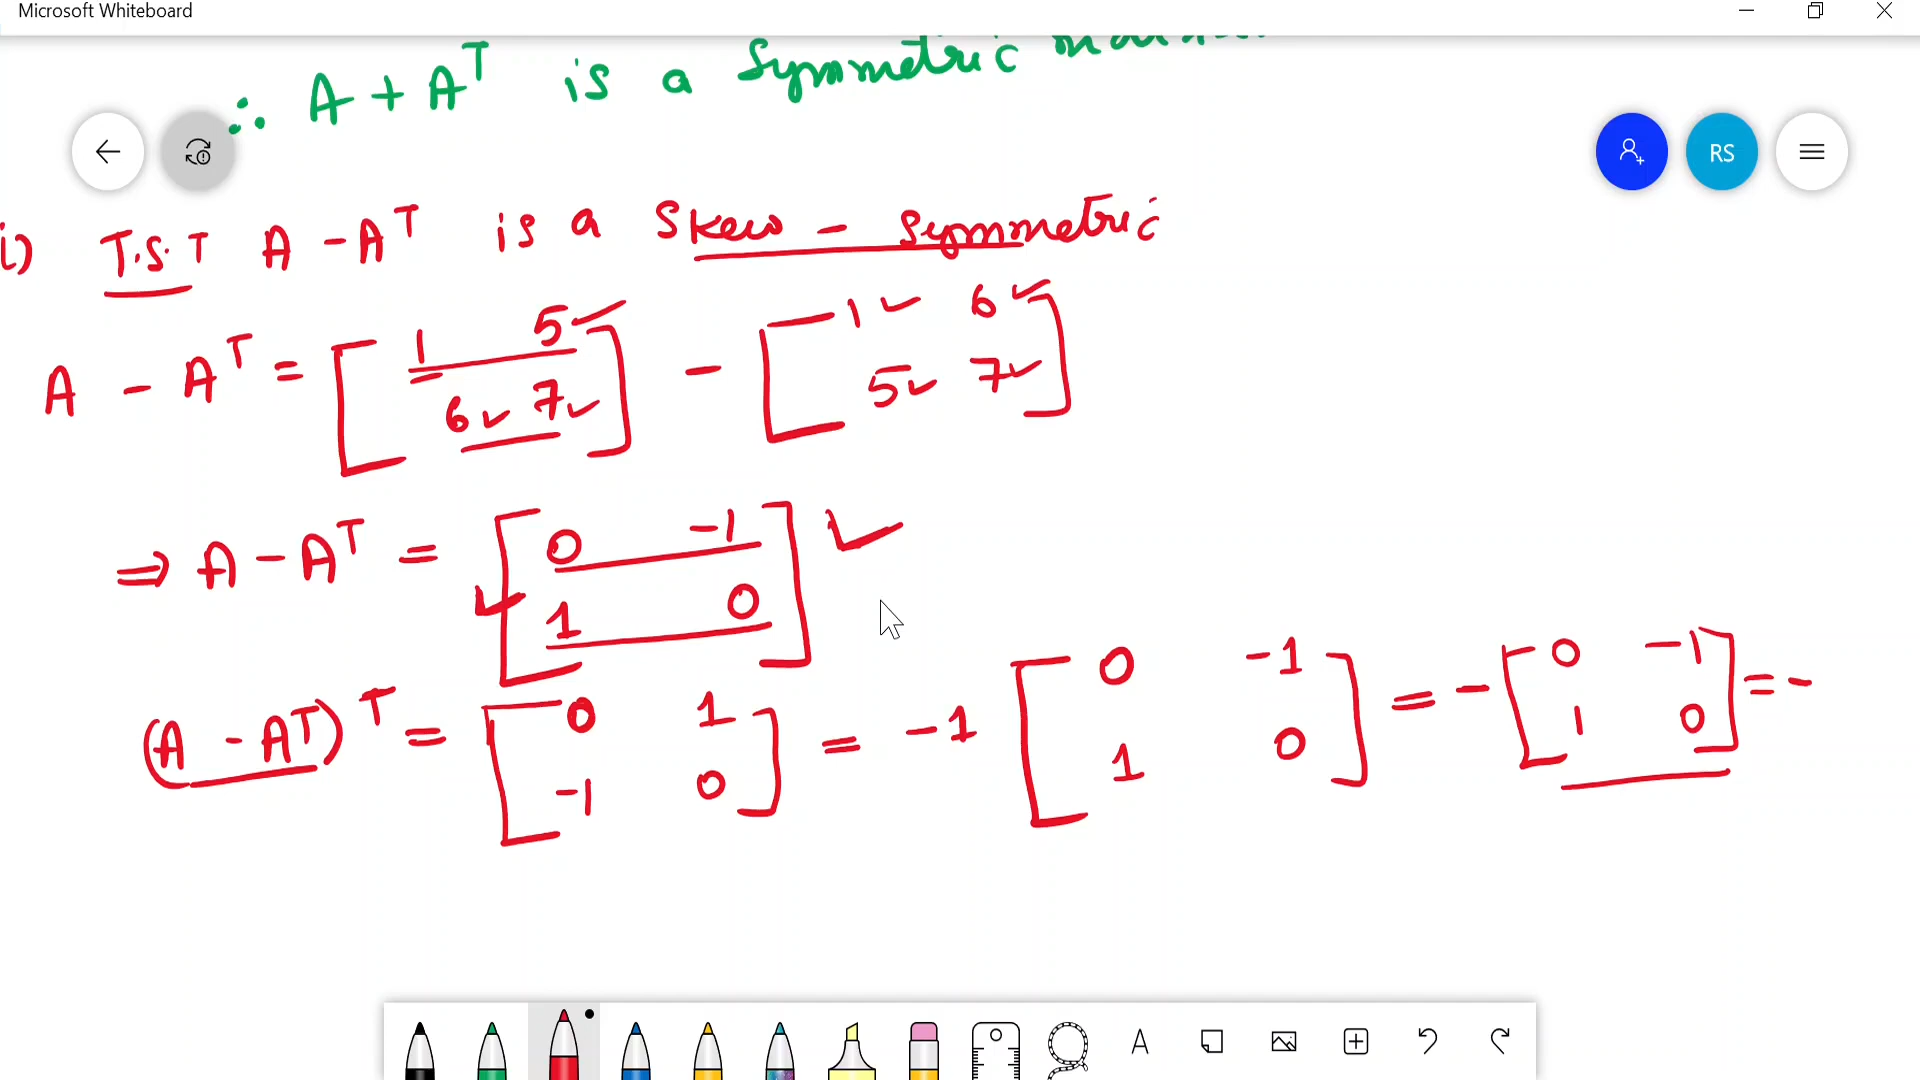 Microsoft Whiteboard
∴ A + Aᵀ is a Symmetric
RS
i) T.S.T A - Aᵀ is a Skew - Symmetric
A - Aᵀ = [1 5; 6 7] - [1 6; 5 7]
⇒ A - Aᵀ = [0 -1; 1 0]
(A - Aᵀ)ᵀ = [0 1; -1 0] = -1 [0 -1; 1 0] = - [0 -1; 1 0] = -